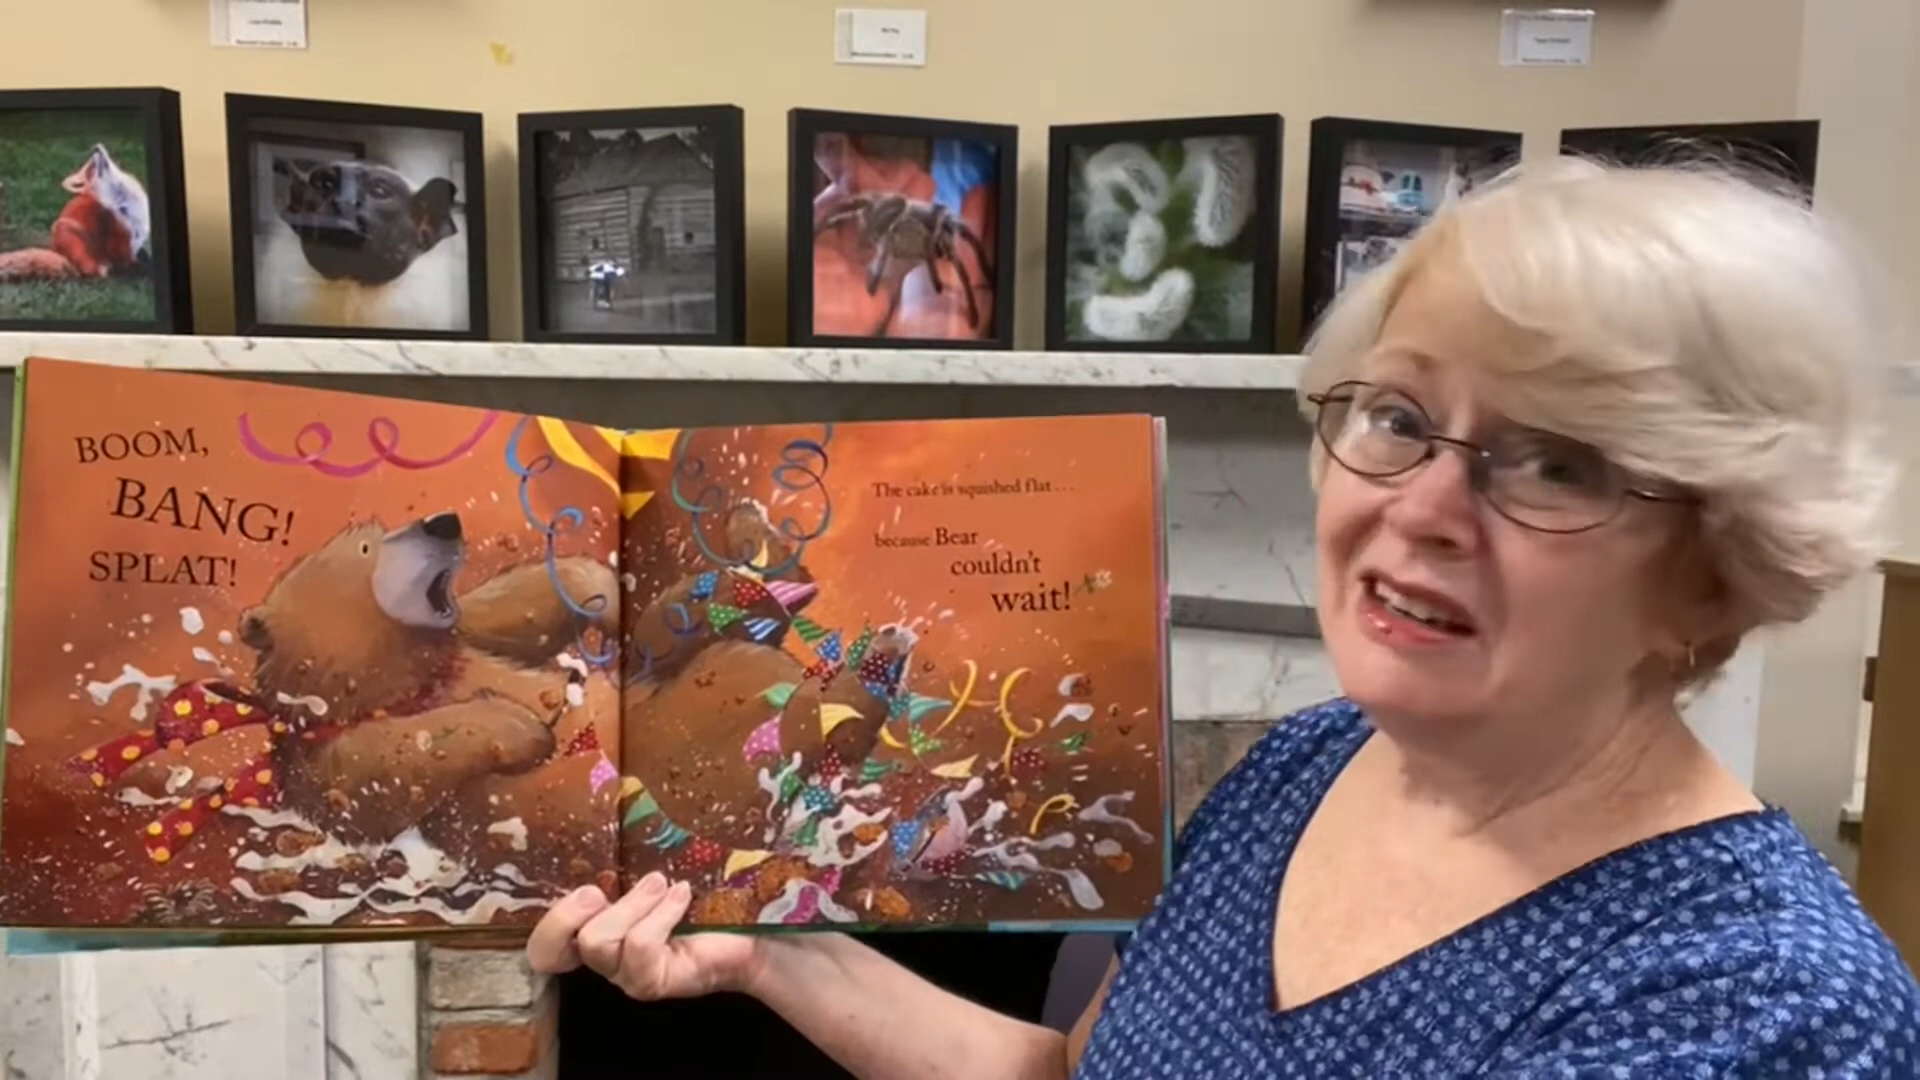 BOOM,
BANG!
SPLAT!
The cake is squished flat...
because Bear
couldn't
wait!